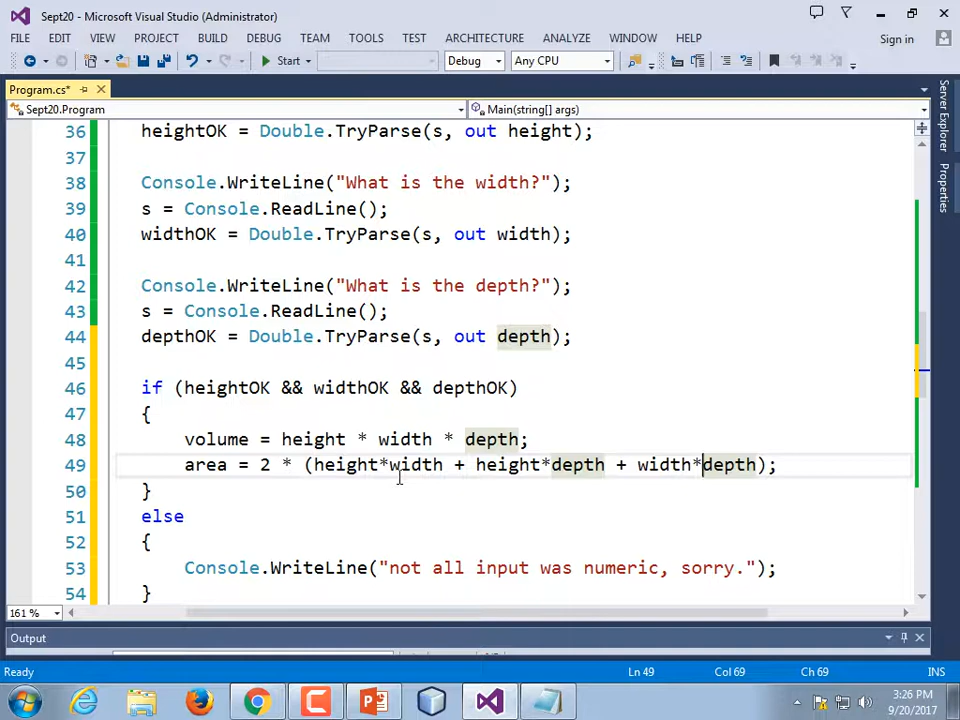 Sept20 - Microsoft Visual Studio (Administrator)
FILE EDIT VIEW PROJECT BUILD DEBUG TEAM TOOLS TEST ARCHITECTURE ANALYZE WINDOW HELP Sign in
Start Debug Any CPU
Program.cs*
Sept20.Program Main(string[] args)
36 heightOK = Double.TryParse(s, out height);
37
38 Console.WriteLine("What is the width?");
39 s = Console.ReadLine();
40 widthOK = Double.TryParse(s, out width);
41
42 Console.WriteLine("What is the depth?");
43 s = Console.ReadLine();
44 depthOK = Double.TryParse(s, out depth);
45
46 if (heightOK && widthOK && depthOK)
47 {
48 volume = height * width * depth;
49 area = 2 * (height*width + height*depth + width*depth);
50 }
51 else
52 {
53 Console.WriteLine("not all input was numeric, sorry.");
54 }
161 %
Output
Ready Ln 49 Col 69 Ch 69 INS
3:26 PM
9/20/2017
Server Explorer
Properties